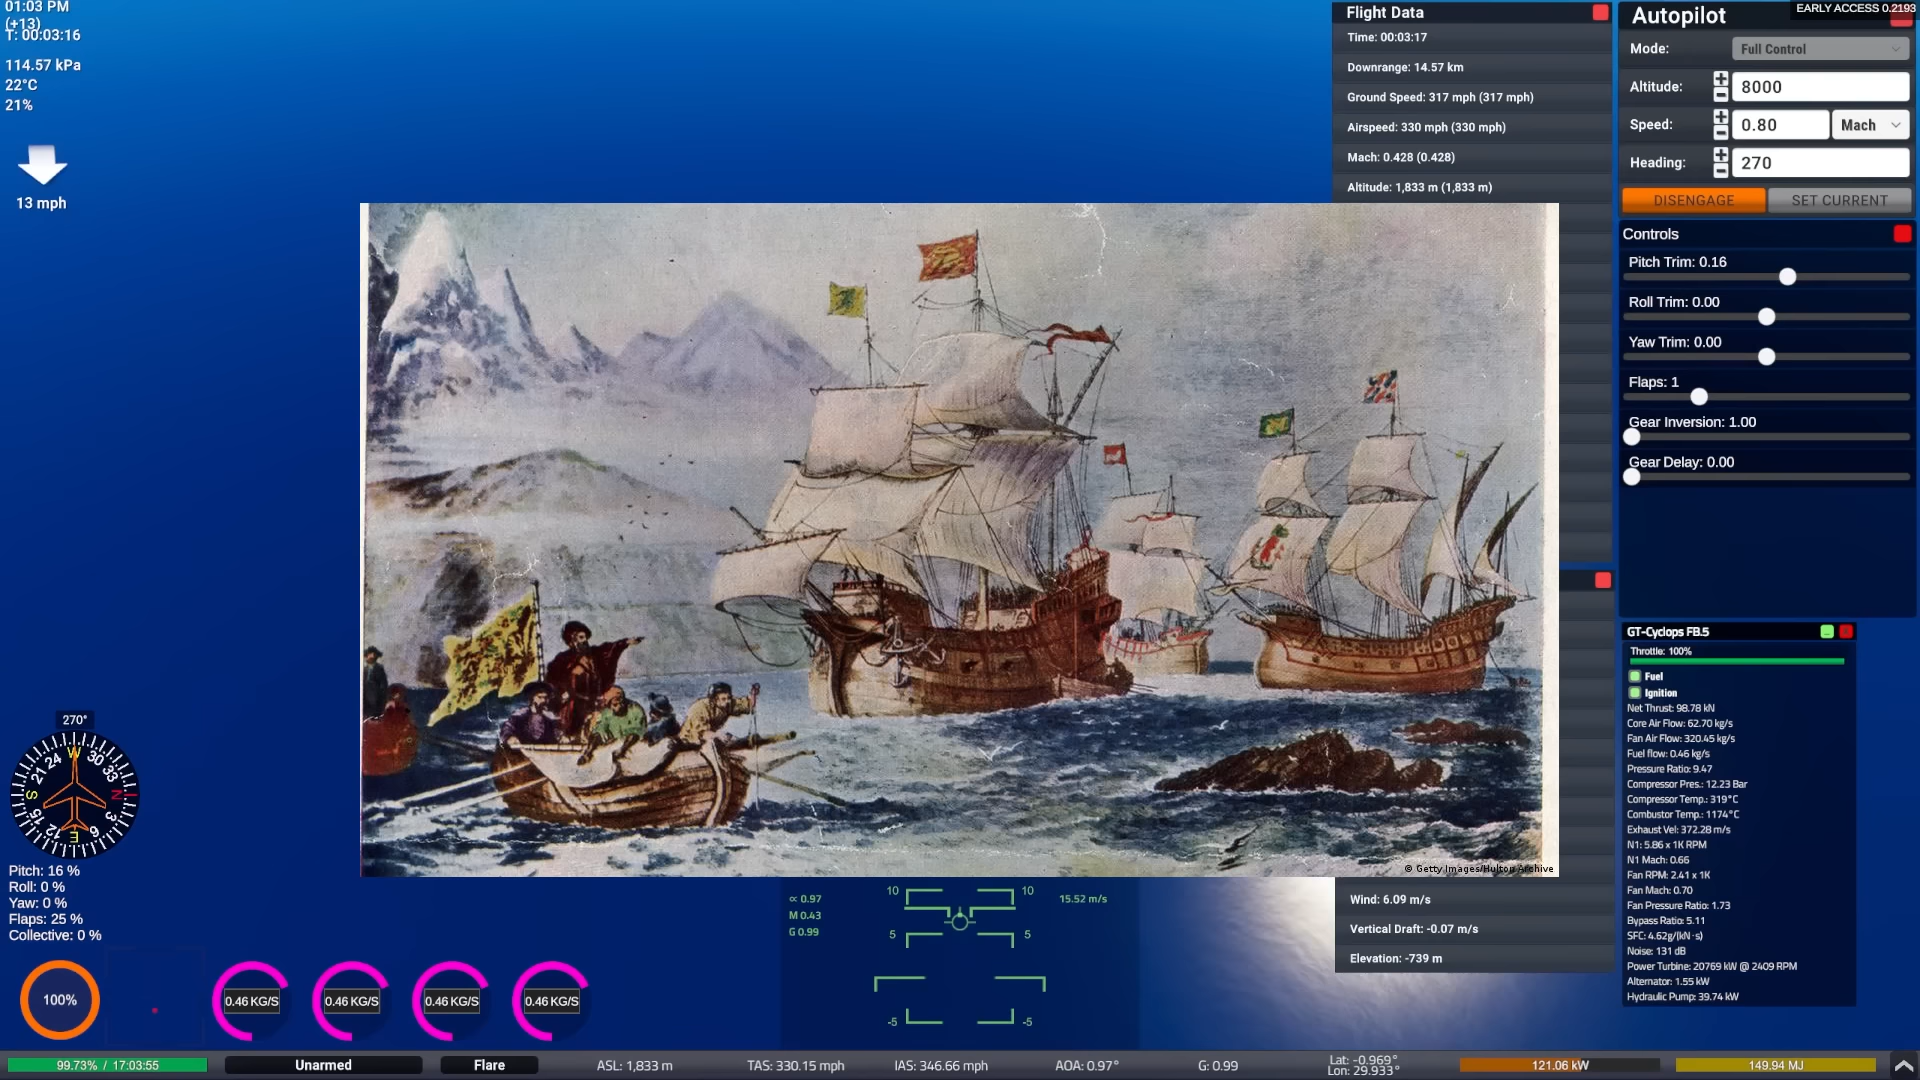 01:03 PM
(+13)
T: 00:03:16
114.57 kPa
22°C
21%
13 mph
Flight Data
Time: 00:03:17
Downrange: 14.57 km
Ground Speed: 317 mph (317 mph)
Airspeed: 330 mph (330 mph)
Mach: 0.428 (0.428)
Altitude: 1,833 m (1,833 m)
EARLY ACCESS 0.2193
Autopilot
Mode: Full Control
Altitude: + - 8000
Speed: + - 0.80 Mach
Heading: + - 270
DISENGAGE SET CURRENT
Controls
Pitch Trim: 0.16
Roll Trim: 0.00
Yaw Trim: 0.00
Flaps: 1
Gear Inversion: 1.00
Gear Delay: 0.00
GT-Cyclops FB.5
Throttle: 100%
Fuel
Ignition
Net Thrust: 98.78 kN
Core Air Flow: 62.70 kg/s
Fan Air Flow: 320.45 kg/s
Fuel flow: 0.46 kg/s
Pressure Ratio: 9.47
Compressor Pres.: 12.23 Bar
Compressor Temp.: 319°C
Combustor Temp.: 1174°C
Exhaust Vel: 372.28 m/s
N1: 5.86 x 1K RPM
N1 Mach: 0.66
Fan RPM: 2.41 x 1K
Fan Mach: 0.70
Fan Pressure Ratio: 1.73
Bypass Ratio: 5.11
SFC: 4.62g/(kN·s)
Noise: 131 dB
Power Turbine: 20769 kW @ 2409 RPM
Alternator: 1.55 kW
Hydraulic Pump: 39.74 kW
© Getty Images/Hulton Archive
Wind: 6.09 m/s
Vertical Draft: -0.07 m/s
Elevation: -739 m
270°
W 30 33 N 3 6 E 12 15 S 21 24
Pitch: 16 %
Roll: 0 %
Yaw: 0 %
Flaps: 25 %
Collective: 0 %
∝ 0.97
M 0.43
G 0.99
10 10
15.52 m/s
5 5
-5 -5
100%
0.46 KG/S 0.46 KG/S 0.46 KG/S 0.46 KG/S
99.73% / 17:03:55 Unarmed Flare ASL: 1,833 m TAS: 330.15 mph IAS: 346.66 mph AOA: 0.97° G: 0.99
Lat: -0.969°
Lon: 29.933°
121.06 kW 149.94 MJ